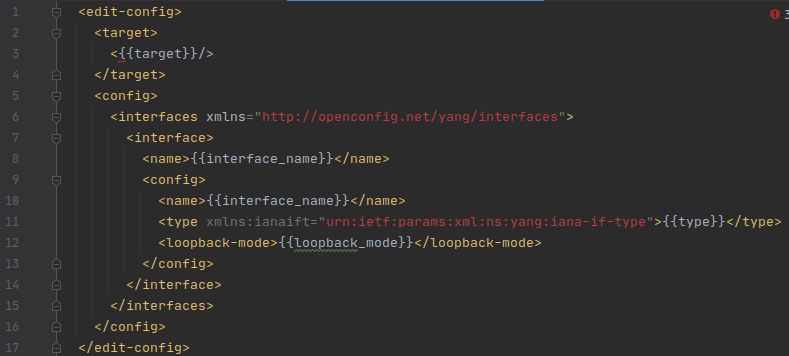 1 <edit-config>
2 <target>
3 <{{target}}/>
4 </target>
5 <config>
6 <interfaces xmlns="http://openconfig.net/yang/interfaces">
7 <interface>
8 <name>{{interface_name}}</name>
9 <config>
10 <name>{{interface_name}}</name>
11 <type xmlns:ianaift="urn:ietf:params:xml:ns:yang:iana-if-type">{{type}}</type>
12 <loopback-mode>{{loopback_mode}}</loopback-mode>
13 </config>
14 </interface>
15 </interfaces>
16 </config>
17 </edit-config>